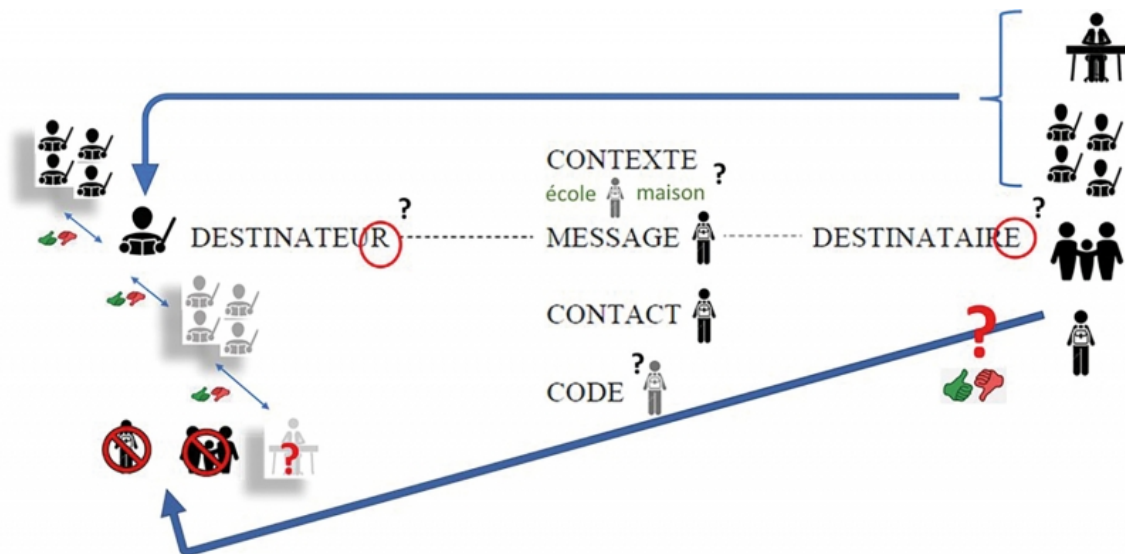 CONTEXTE
?
école maison
?
DESTINATEUR
MESSAGE
?
DESTINATAIRE
CONTACT
?
?
CODE
?